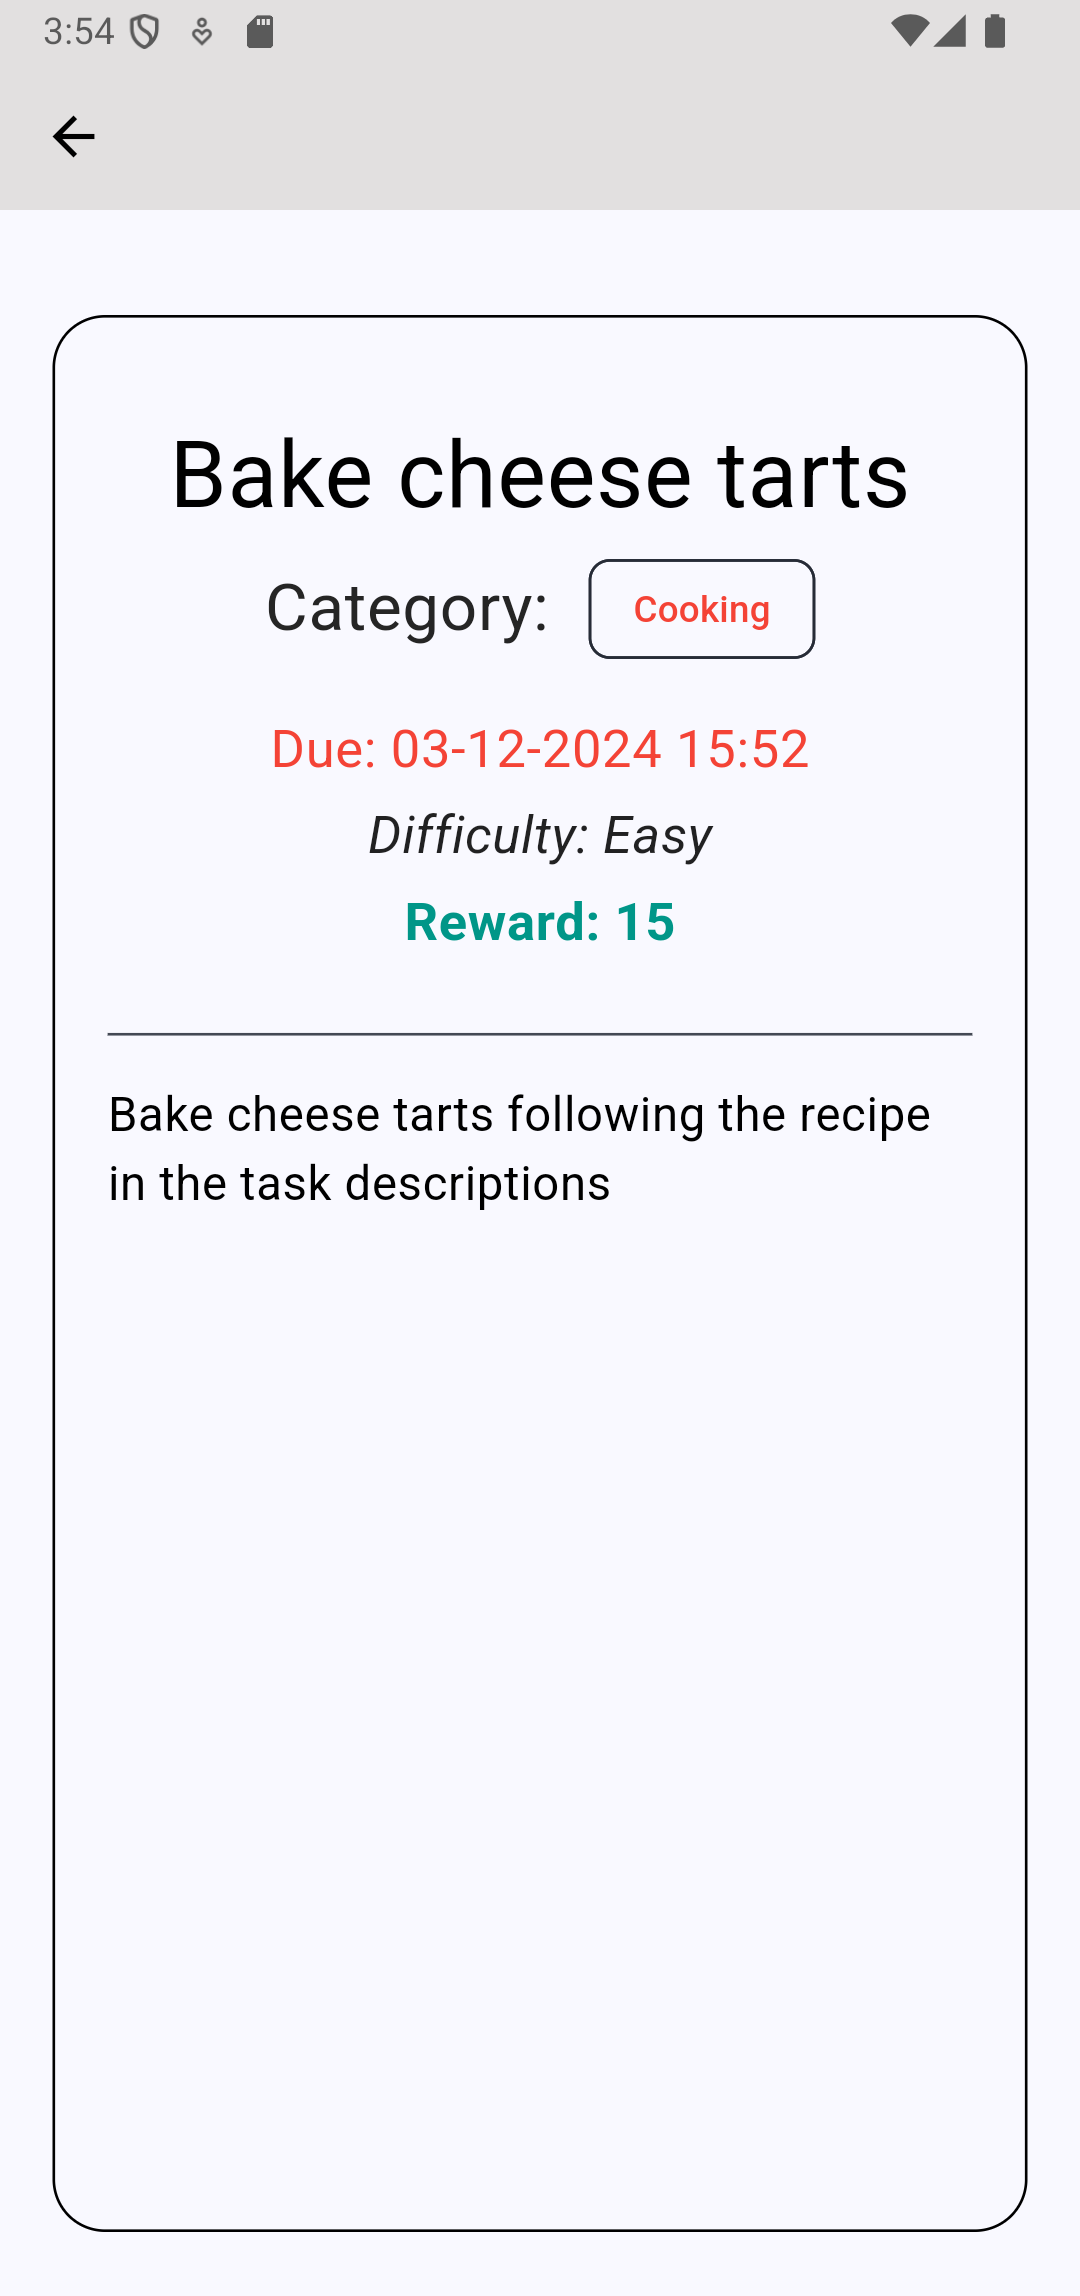 3:54
Bake cheese tarts
Category: Cooking
Due: 03-12-2024 15:52
Difficulty: Easy
Reward: 15
Bake cheese tarts following the recipe
in the task descriptions